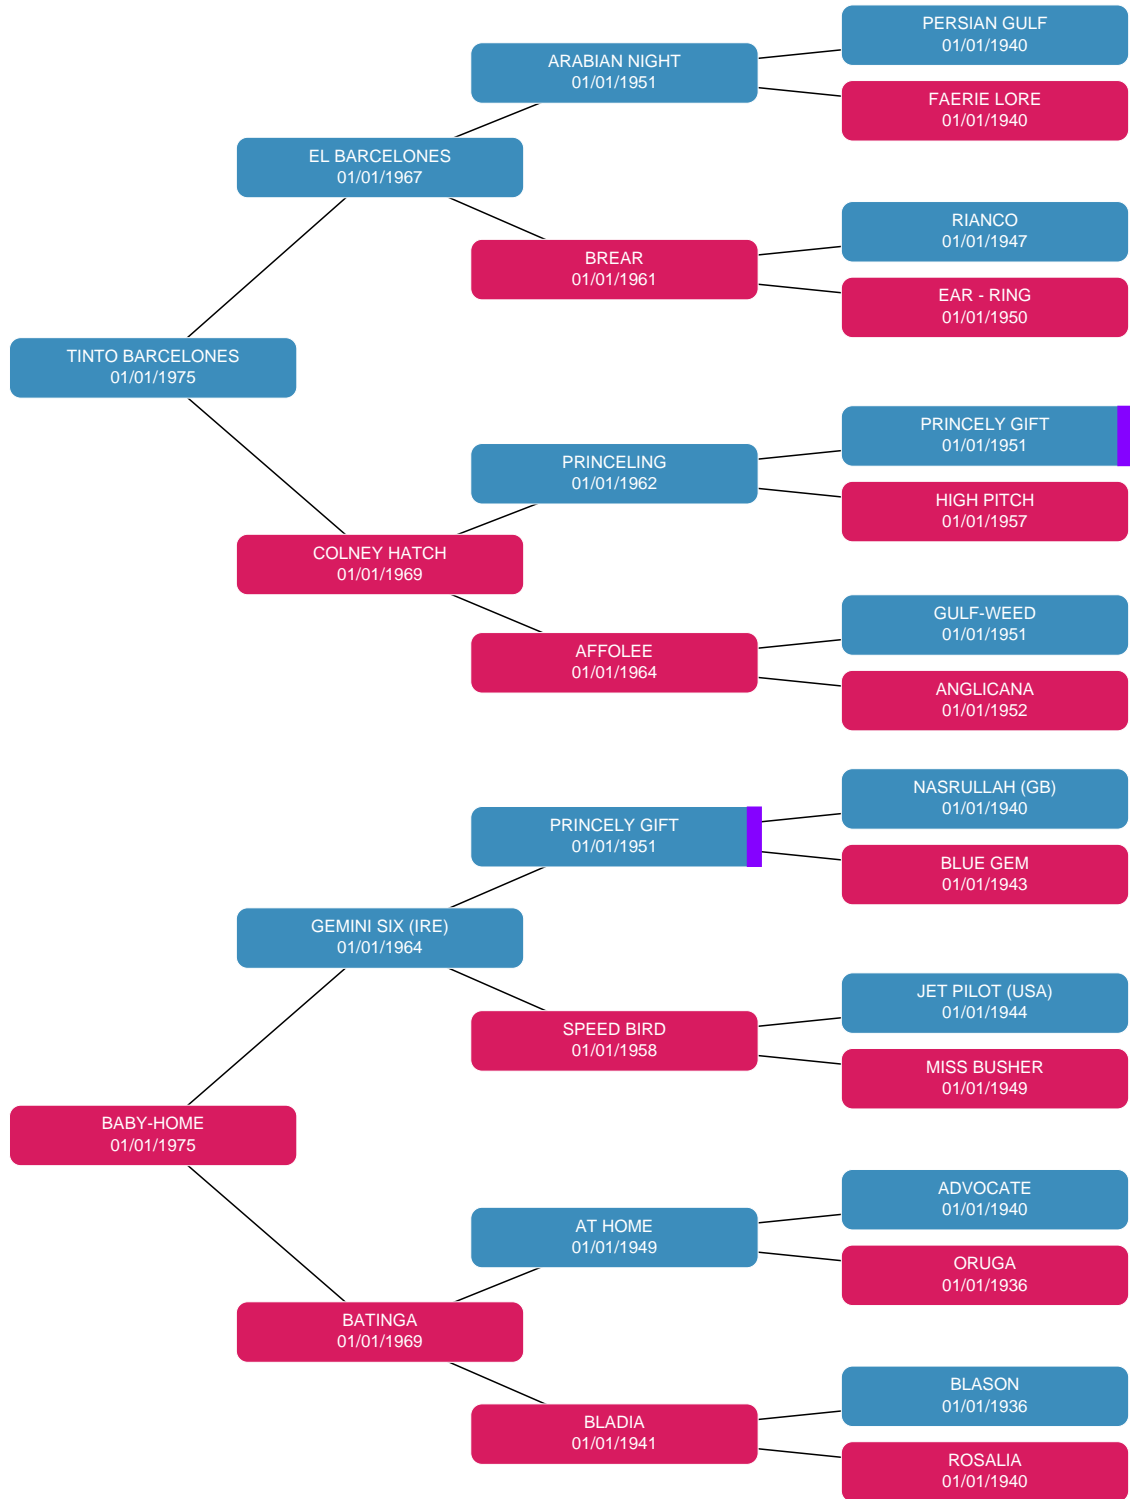 PERSIAN GULF
01/01/1940
ARABIAN NIGHT
01/01/1951
FAERIE LORE
01/01/1940
EL BARCELONES
01/01/1967
RIANCO
01/01/1947
BREAR
01/01/1961
EAR - RING
01/01/1950
TINTO BARCELONES
01/01/1975
PRINCELY GIFT
01/01/1951
PRINCELING
01/01/1962
HIGH PITCH
01/01/1957
COLNEY HATCH
01/01/1969
GULF-WEED
01/01/1951
AFFOLEE
01/01/1964
ANGLICANA
01/01/1952
NASRULLAH (GB)
01/01/1940
PRINCELY GIFT
01/01/1951
BLUE GEM
01/01/1943
GEMINI SIX (IRE)
01/01/1964
JET PILOT (USA)
01/01/1944
SPEED BIRD
01/01/1958
MISS BUSHER
01/01/1949
BABY-HOME
01/01/1975
ADVOCATE
01/01/1940
AT HOME
01/01/1949
ORUGA
01/01/1936
BATINGA
01/01/1969
BLASON
01/01/1936
BLADIA
01/01/1941
ROSALIA
01/01/1940